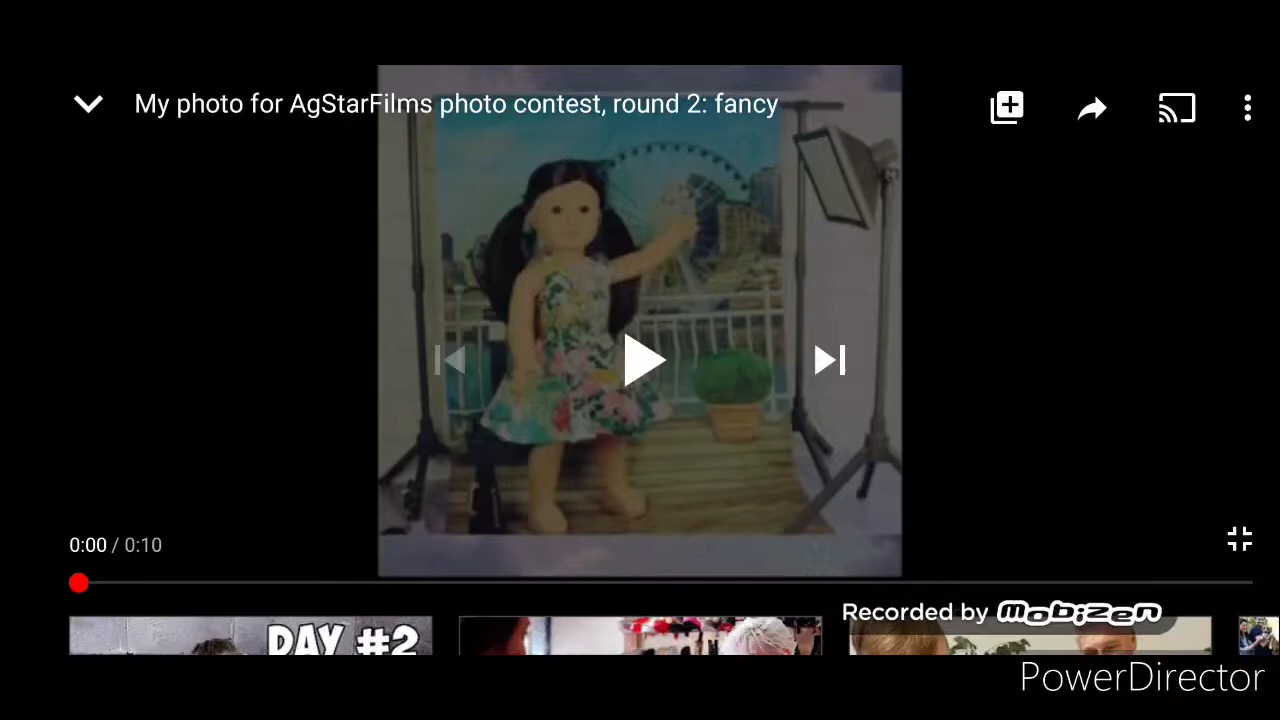 My photo for AgStarFilms photo contest, round 2: fancy
0:00 / 0:10
DAY #2
Recorded by mobizen
PowerDirector